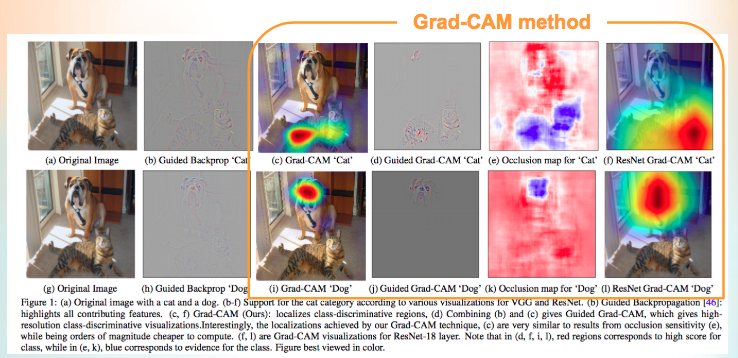 Grad-CAM method
(a) Original Image (b) Guided Backprop ‘Cat (c) Grad-CAM ‘Cat’ (d) Guided Grad-CAM ‘Cat’ (e) Occlusion map for ‘Cat’ (f) ResNet Grad-CAM ‘Cat’
(g) Original Image (h) Guided Backprop ‘Dog (i) Grad-CAM ‘Dog’ (j) Guided Grad-CAM ‘Dog’ (k) Occlusion map for ‘Dog’ (l) ResNet Grad-CAM ‘Dog’
Figure 1: (a) Original image with a cat and a dog. (b-f) Support for the cat category according to various visualizations for VGG and ResNet. (b) Guided Backpropagation [46]:
highlights all contributing features. (c, f) Grad-CAM (Ours): localizes class-discriminative regions, (d) Combining (b) and (c) gives Guided Grad-CAM, which gives high-
resolution class-discriminative visualizations.Interestingly, the localizations achieved by our Grad-CAM technique, (c) are very similar to results from occlusion sensitivity (e),
while being orders of magnitude cheaper to compute. (f, l) are Grad-CAM visualizations for ResNet-18 layer. Note that in (d, f, i, l), red regions corresponds to high score for
class, while in (e, k), blue corresponds to evidence for the class. Figure best viewed in color.